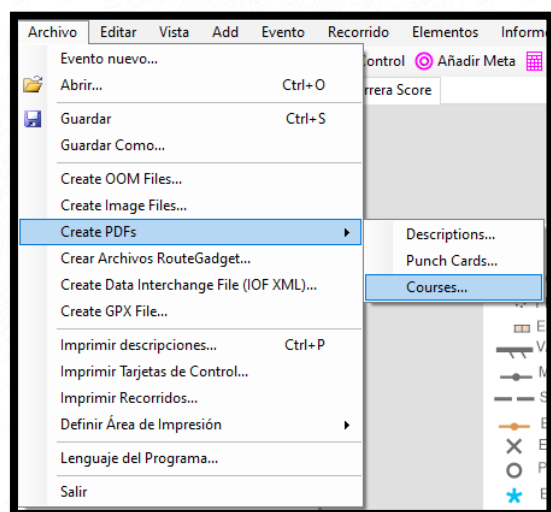 Archivo Editar Vista Add Evento Recorrido Elementos
Evento nuevo...
Añadir Meta
Abrir... Ctrl+O
Score
Guardar Ctrl+S
Guardar Como...
Create OOM Files...
Create Image Files...
Create PDFs
Descriptions...
Crear Archivos RouteGadget...
Punch Cards...
Create Data Interchange File (IOF XML)...
Courses...
Create GPX File...
Imprimir descripciones... Ctrl+P
Imprimir Tarjetas de Control...
Imprimir Recorridos...
Definir Área de Impresión
Lenguaje del Programa...
Salir